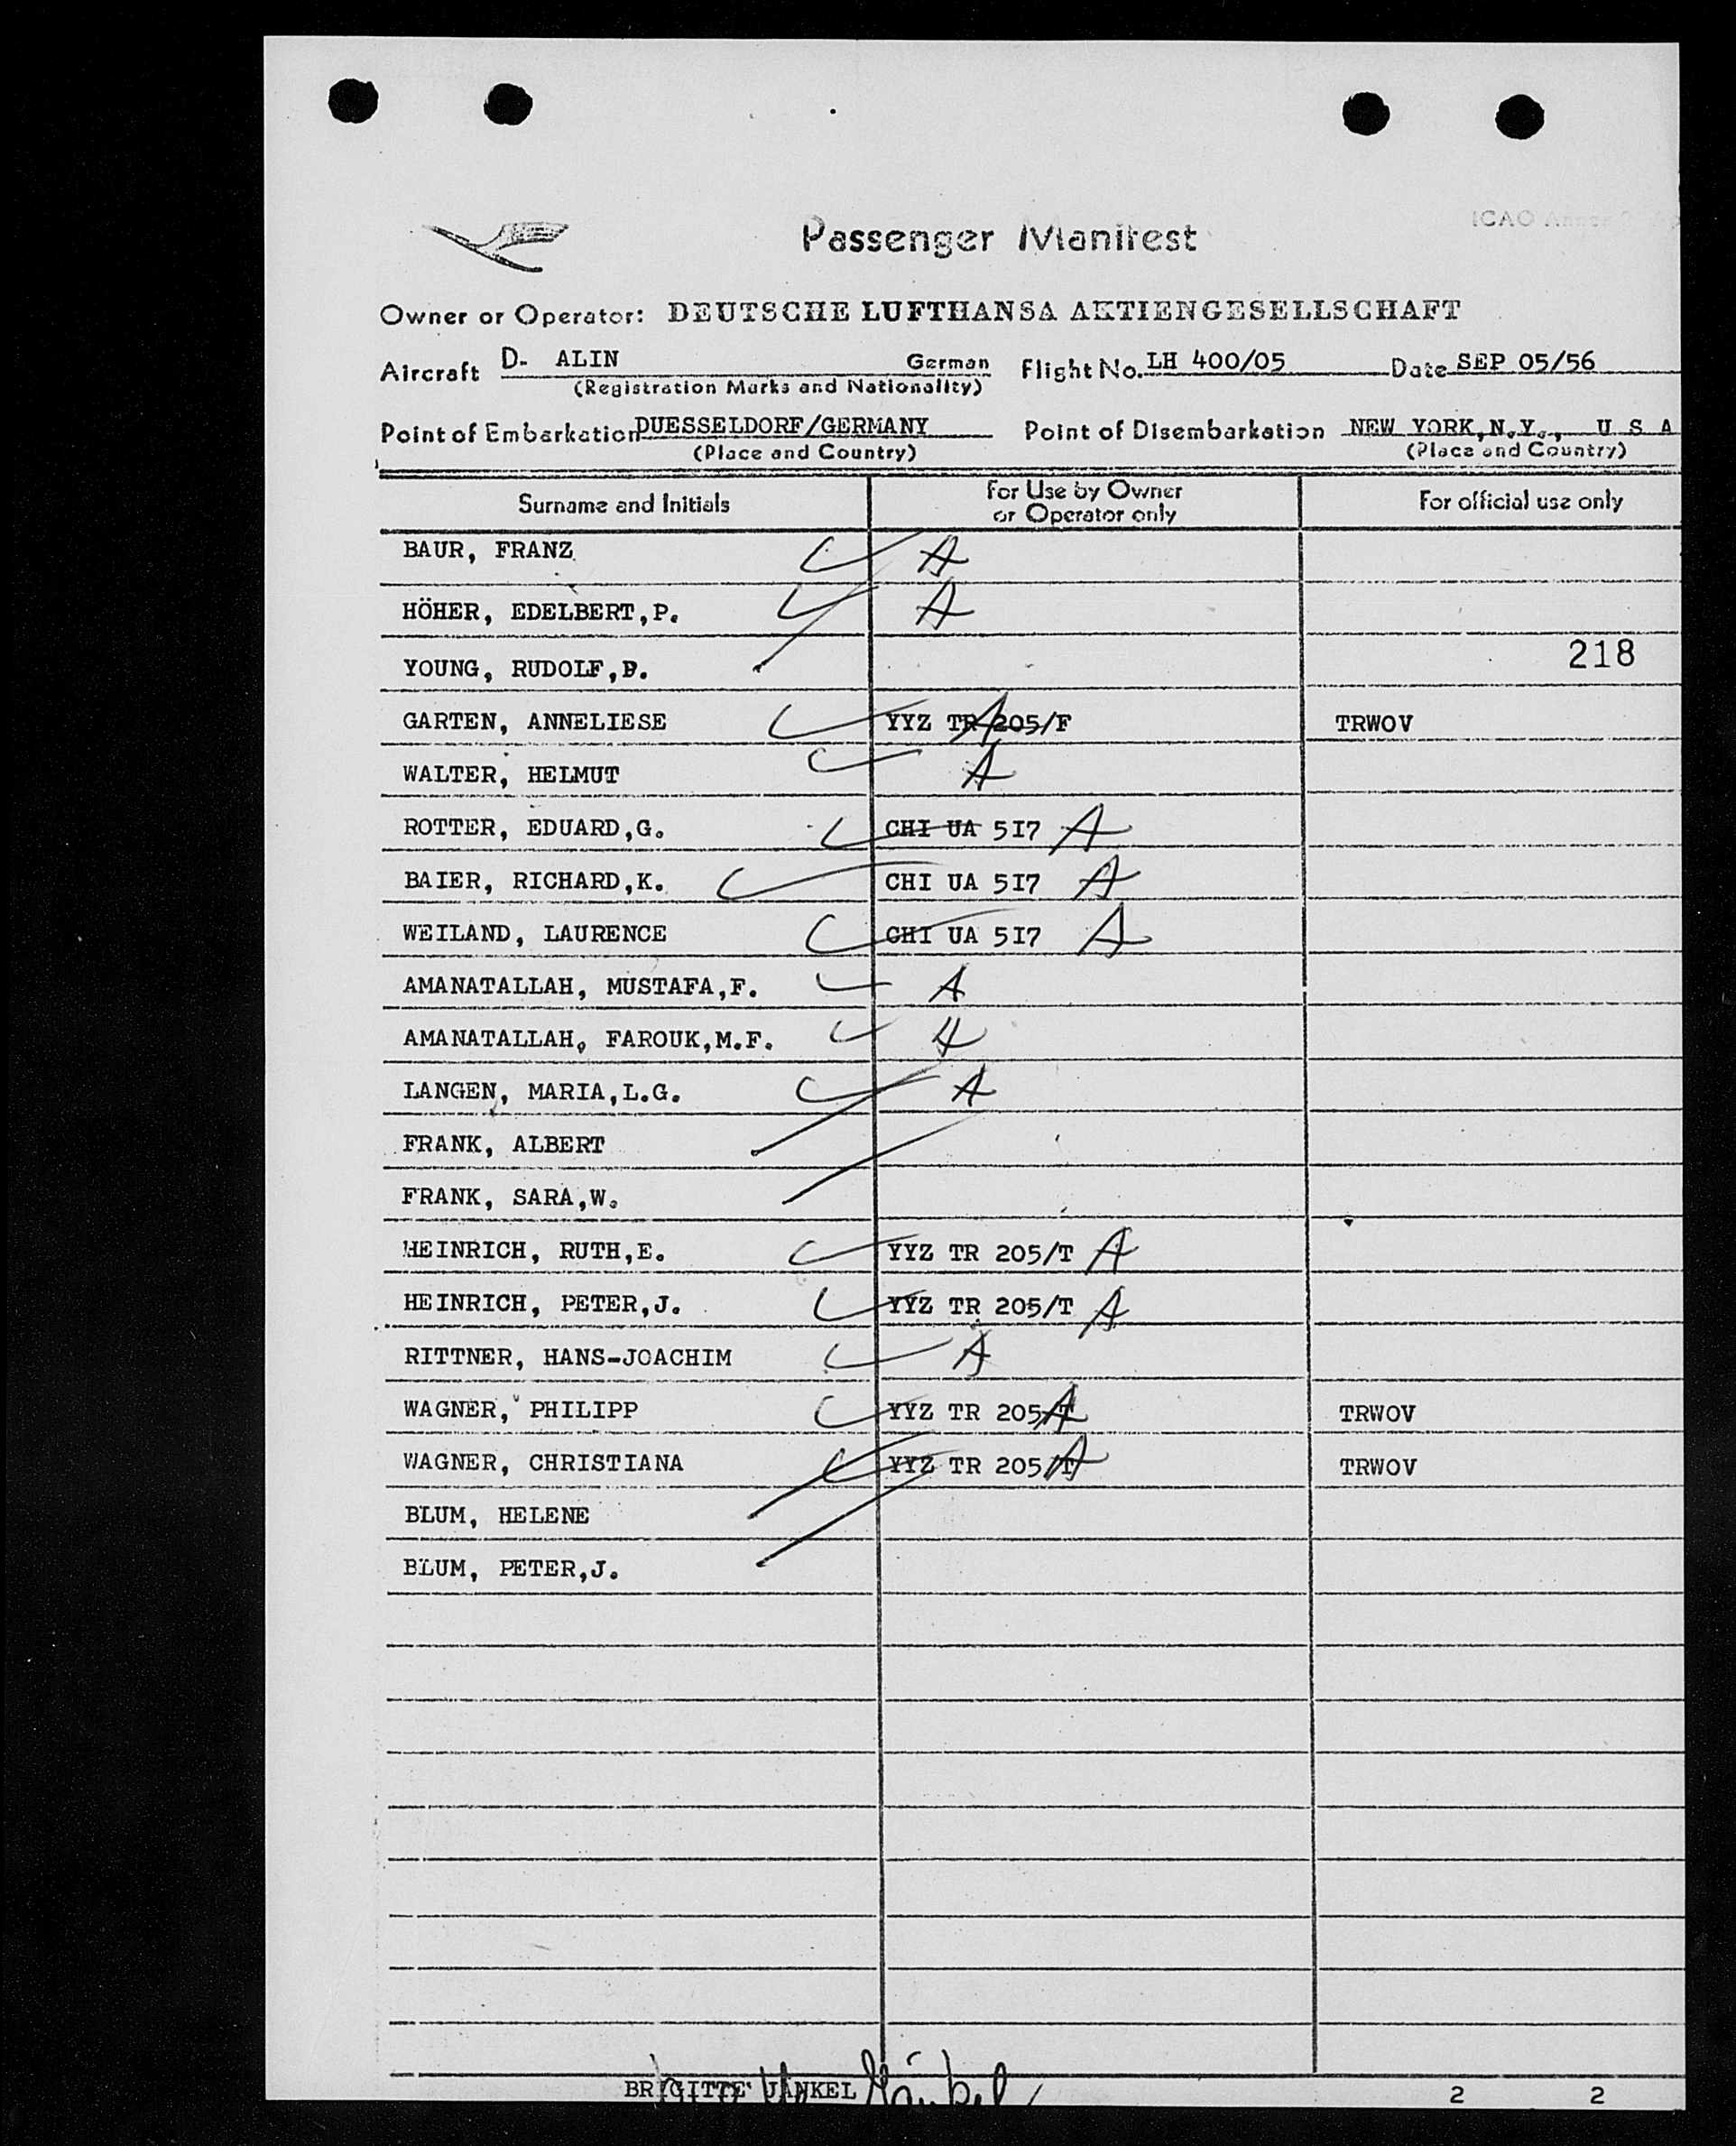 ICAO
Passenger Manifest
Owner or Operator: DEUTSCHE LUFTHANSA AKTIENGESELLSCHAFT
Aircraft D- ALIN German Flight No. LH 400/05 Date SEP 05/56
(Registration Marks and Nationality)
Point of Embarkation DUESSELDORF/GERMANY Point of Disembarkation NEW YORK, N.Y., U S A
(Place and Country) (Place and Country)
Surname and Initials For Use by Owner or Operator only For official use only
BAUR, FRANZ A
HÖHER, EDELBERT,P. A
YOUNG, RUDOLF, 218
GARTEN, ANNELIESE YYZ TR 205/F A TRWOV
WALTER, HELMUT A
ROTTER, EDUARD,G. CHI UA 5I7 A
BAIER, RICHARD,K. CHI UA 5I7 A
WEILAND, LAURENCE CHI UA 5I7 A
AMANATALLAH, MUSTAFA,F. A
AMANATALLAH, FAROUK,M.F. A
LANGEN, MARIA,L.G. A
FRANK, ALBERT
FRANK, SARA,W.
HEINRICH, RUTH,E. YYZ TR 205/T A
HEINRICH, PETER,J. YYZ TR 205/T A
RITTNER, HANS-JOACHIM A
WAGNER, PHILIPP YYZ TR 205/T A TRWOV
WAGNER, CHRISTIANA YYZ TR 205/T A TRWOV
BLUM, HELENE
BLUM, PETER,J.
BRIGITTE JÄNKEL 2 2